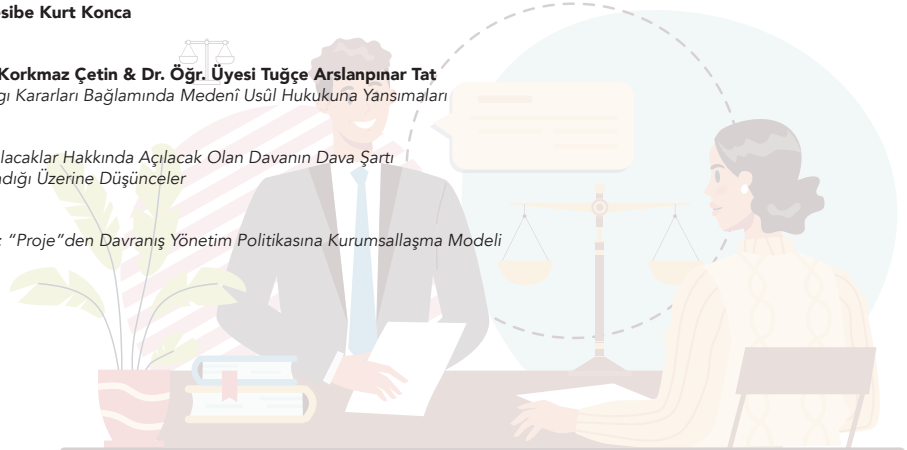 sibe Kurt Konca
Korkmaz Çetin & Dr. Öğr. Üyesi Tuğçe Arslanpınar Tat
gı Kararları Bağlamında Medenî Usûl Hukukuna Yansımaları
lacaklar Hakkında Açılacak Olan Davanın Dava Şartı
adığı Üzerine Düşünceler
: "Proje"den Davranış Yönetim Politikasına Kurumsallaşma Modeli